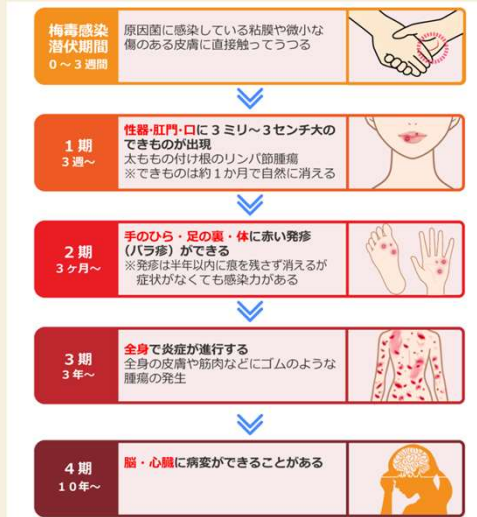 梅毒感染
潜伏期間
0～3週間
原因菌に感染している粘膜や微小な
傷のある皮膚に直接触ってうつる
1期
3週～
性器・肛門・口に3ミリ～3センチ大の
できものが出現
太ももの付け根のリンパ節腫瘍
※できものは約1か月で自然に消える
2期
3ヶ月～
手のひら・足の裏・体に赤い発疹
（バラ疹）ができる
※発疹は半年以内に痕を残さず消えるが
症状がなくても感染力がある
3期
3年～
全身で炎症が進行する
全身の皮膚や筋肉などにゴムのような
腫瘍の発生
4期
10年～
脳・心臓に病変ができることがある